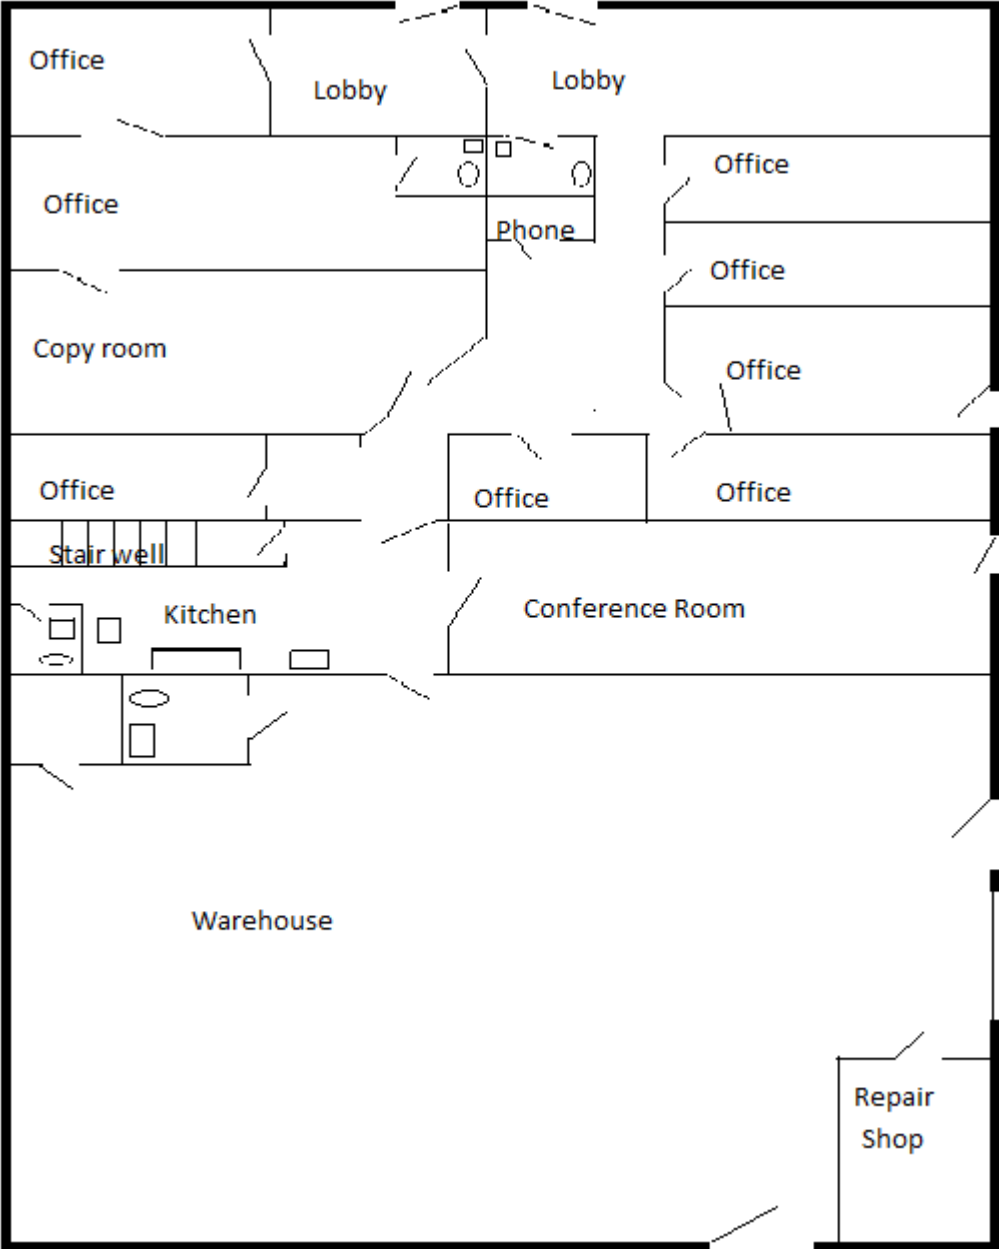 Office
Lobby
Lobby
Office
Office
Phone
Office
Copy room
Office
Office
Office
Office
Stair well
Kitchen
Conference Room
Warehouse
Repair
Shop